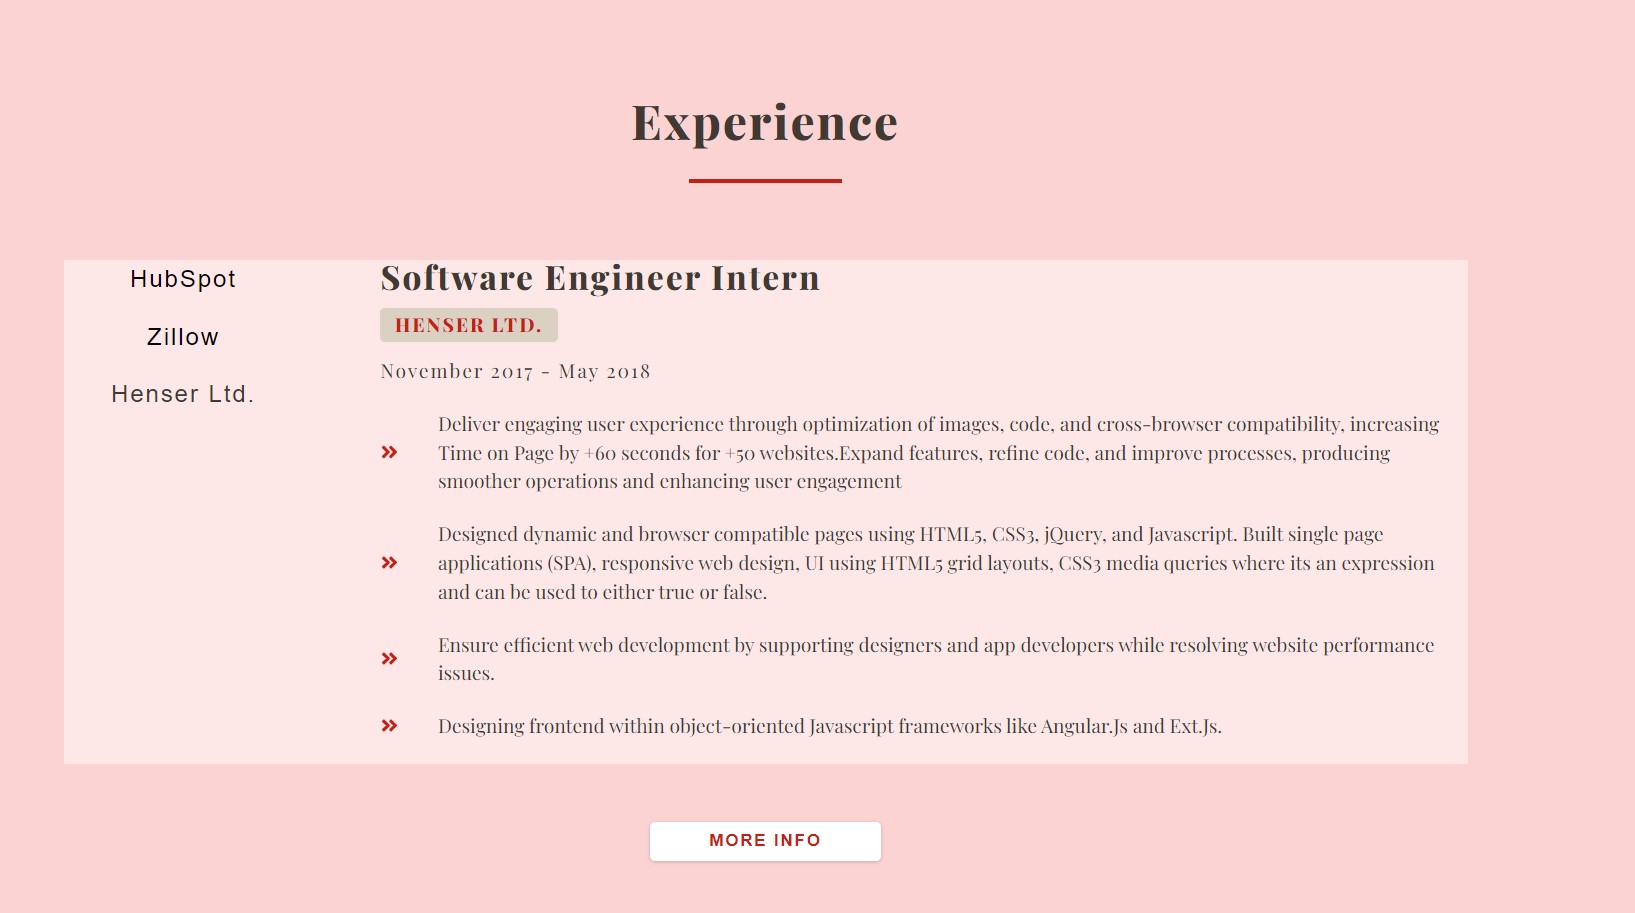 Experience
HubSpot
Zillow
Henser Ltd.
Software Engineer Intern
HENSER LTD.
November 2017 - May 2018
Deliver engaging user experience through optimization of images, code, and cross-browser compatibility, increasing
Time on Page by +60 seconds for +50 websites.Expand features, refine code, and improve processes, producing
smoother operations and enhancing user engagement
Designed dynamic and browser compatible pages using HTML5, CSS3, jQuery, and Javascript. Built single page
applications (SPA), responsive web design, UI using HTML5 grid layouts, CSS3 media queries where its an expression
and can be used to either true or false.
Ensure efficient web development by supporting designers and app developers while resolving website performance
issues.
Designing frontend within object-oriented Javascript frameworks like Angular.Js and Ext.Js.
MORE INFO